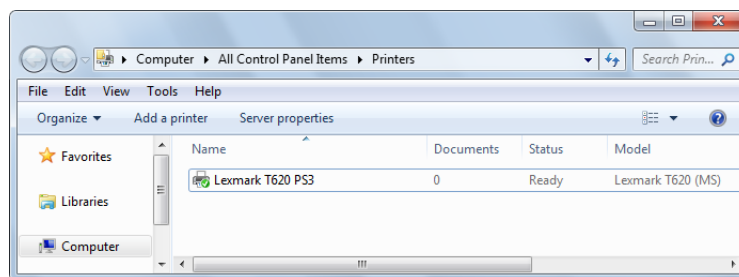 Computer ▸ All Control Panel Items ▸ Printers Search Prin...
File Edit View Tools Help
Organize Add a printer Server properties
Favorites
Libraries
Computer
Name Documents Status Model
Lexmark T620 PS3 0 Ready Lexmark T620 (MS)